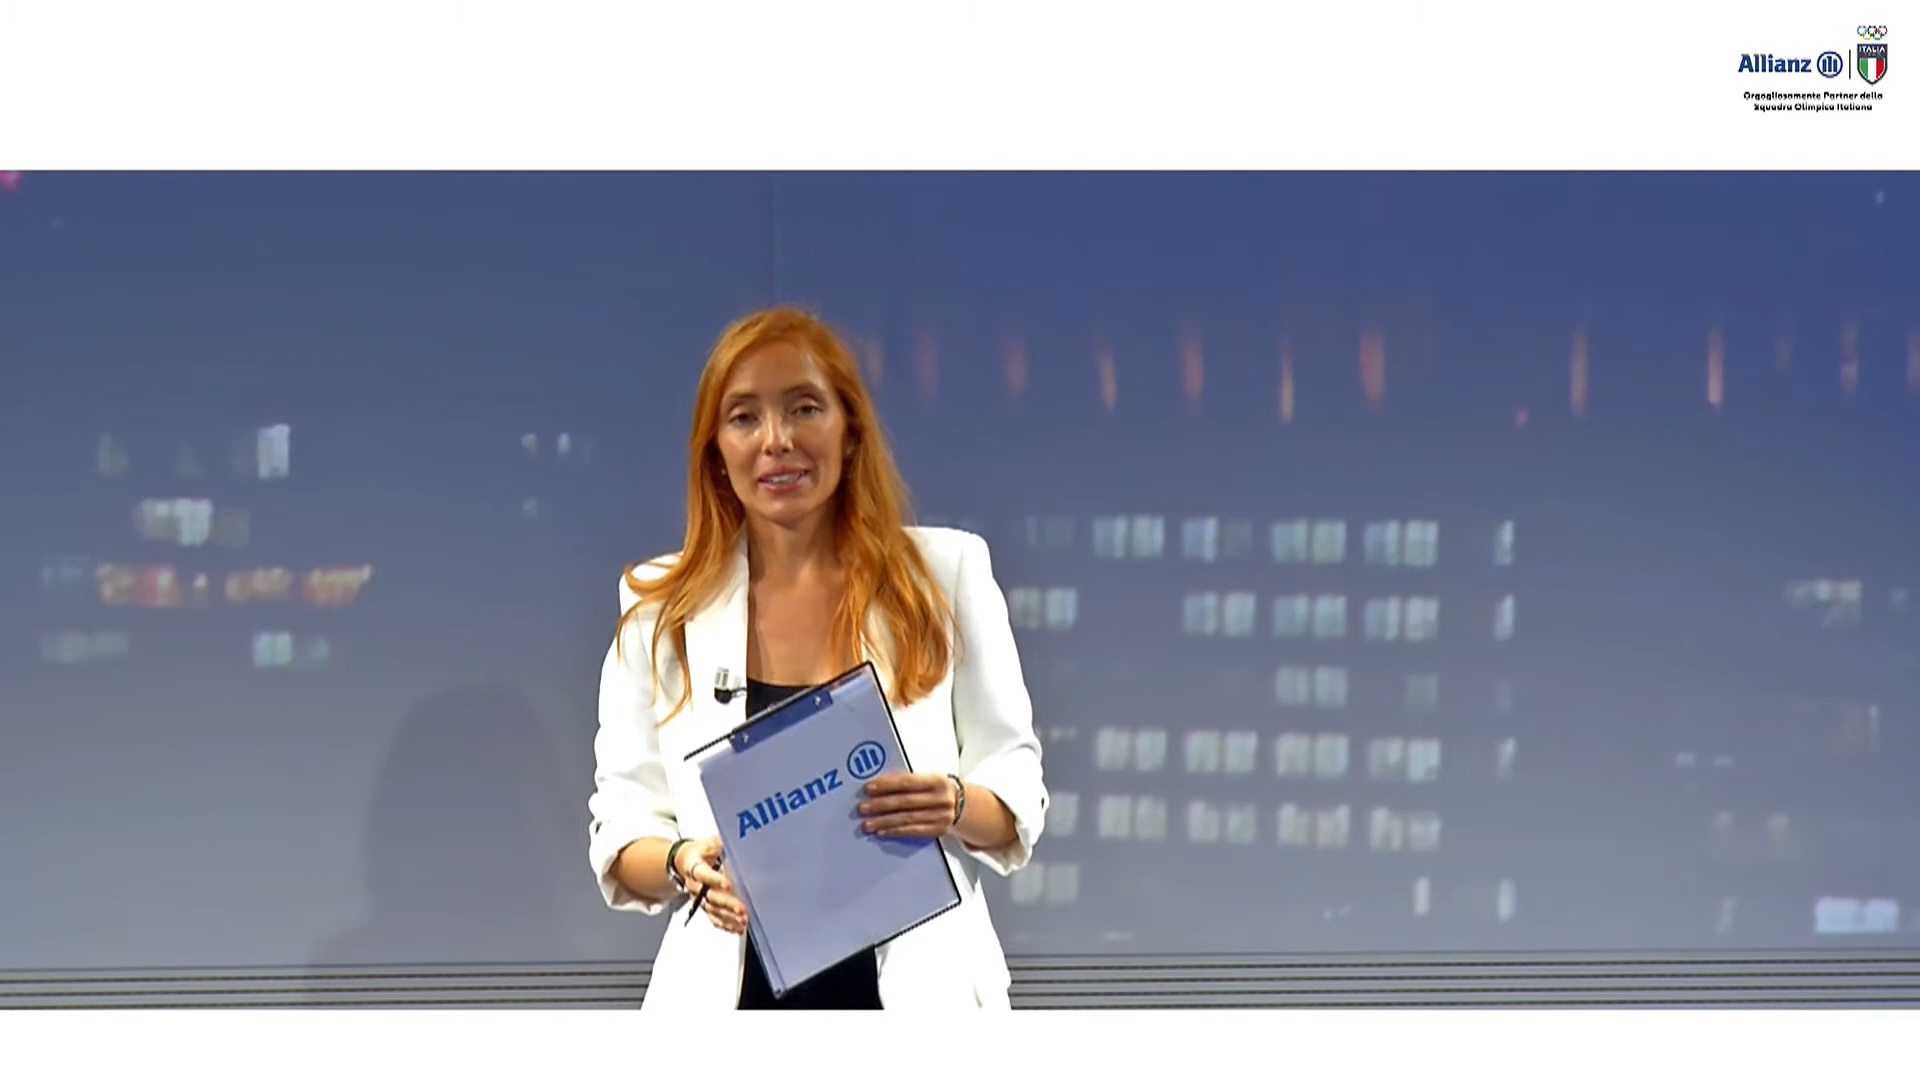 Allianz
ITALIA
Orgogliosamente Partner della
Squadra Olimpica Italiana
Allianz